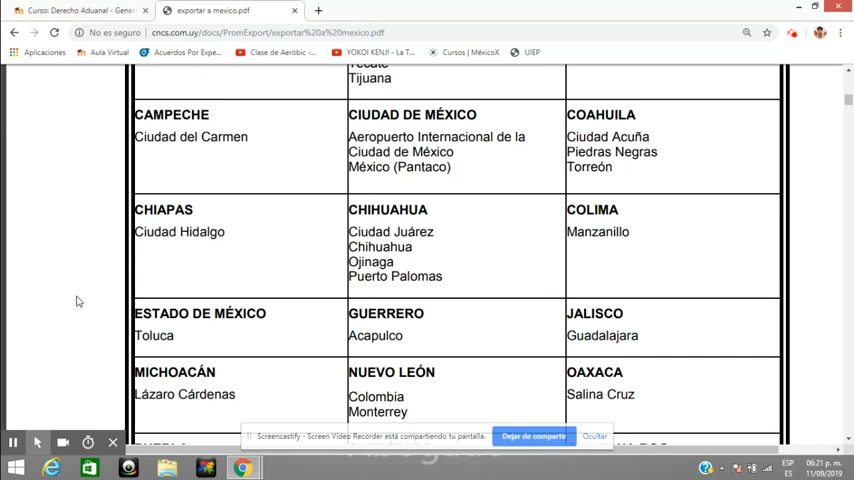 Curso: Derecho Aduanal - Gener
exportar a mexico.pdf
No es seguro | cncs.com.uy/docs/PromExport/exportar%20a%20mexico.pdf
Aplicaciones
Aula Virtual
Acuerdos Por Expe...
Clase de Aeróbic -...
YOKOI KENJI - La T...
Cursos | MéxicoX
UIEP
Tecate
Tijuana
CAMPECHE
Ciudad del Carmen
CIUDAD DE MÉXICO
Aeropuerto Internacional de la
Ciudad de México
México (Pantaco)
COAHUILA
Ciudad Acuña
Piedras Negras
Torreón
CHIAPAS
Ciudad Hidalgo
CHIHUAHUA
Ciudad Juárez
Chihuahua
Ojinaga
Puerto Palomas
COLIMA
Manzanillo
ESTADO DE MÉXICO
Toluca
GUERRERO
Acapulco
JALISCO
Guadalajara
MICHOACÁN
Lázaro Cárdenas
NUEVO LEÓN
Colombia
Monterrey
OAXACA
Salina Cruz
Screencastify - Screen Video Recorder está compartiendo tu pantalla.
Dejar de compartir
Ocultar
ESP
ES
06:21 p. m.
11/09/2019